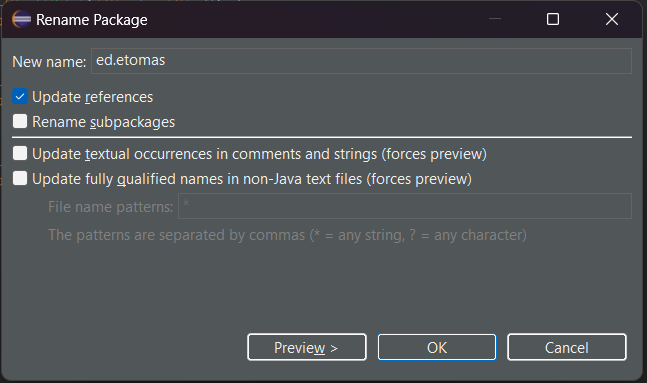 Rename Package
New name: ed.etomas
Update references
Rename subpackages
Update textual occurrences in comments and strings (forces preview)
Update fully qualified names in non-Java text files (forces preview)
File name patterns: *
The patterns are separated by commas (* = any string, ? = any character)
Preview > OK Cancel